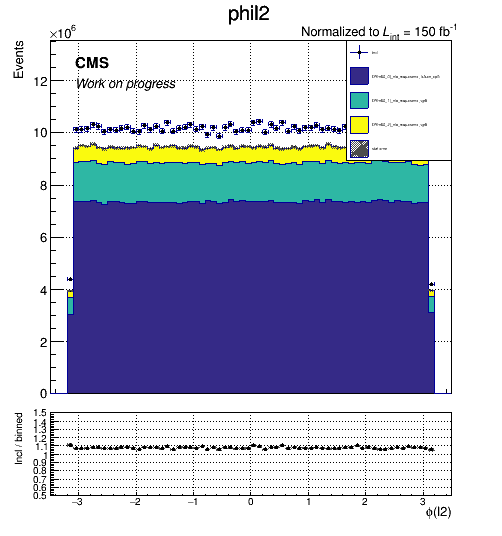 phil2
Normalized to L_int = 150 fb^-1
×10^6
Events
CMS
Work on progress
12
10
8
6
4
2
0
Incl / binned
1.5
1.4
1.3
1.2
1.1
1
0.9
0.8
0.7
0.6
0.5
−3 −2 −1 0 1 2 3
ϕ(l2)